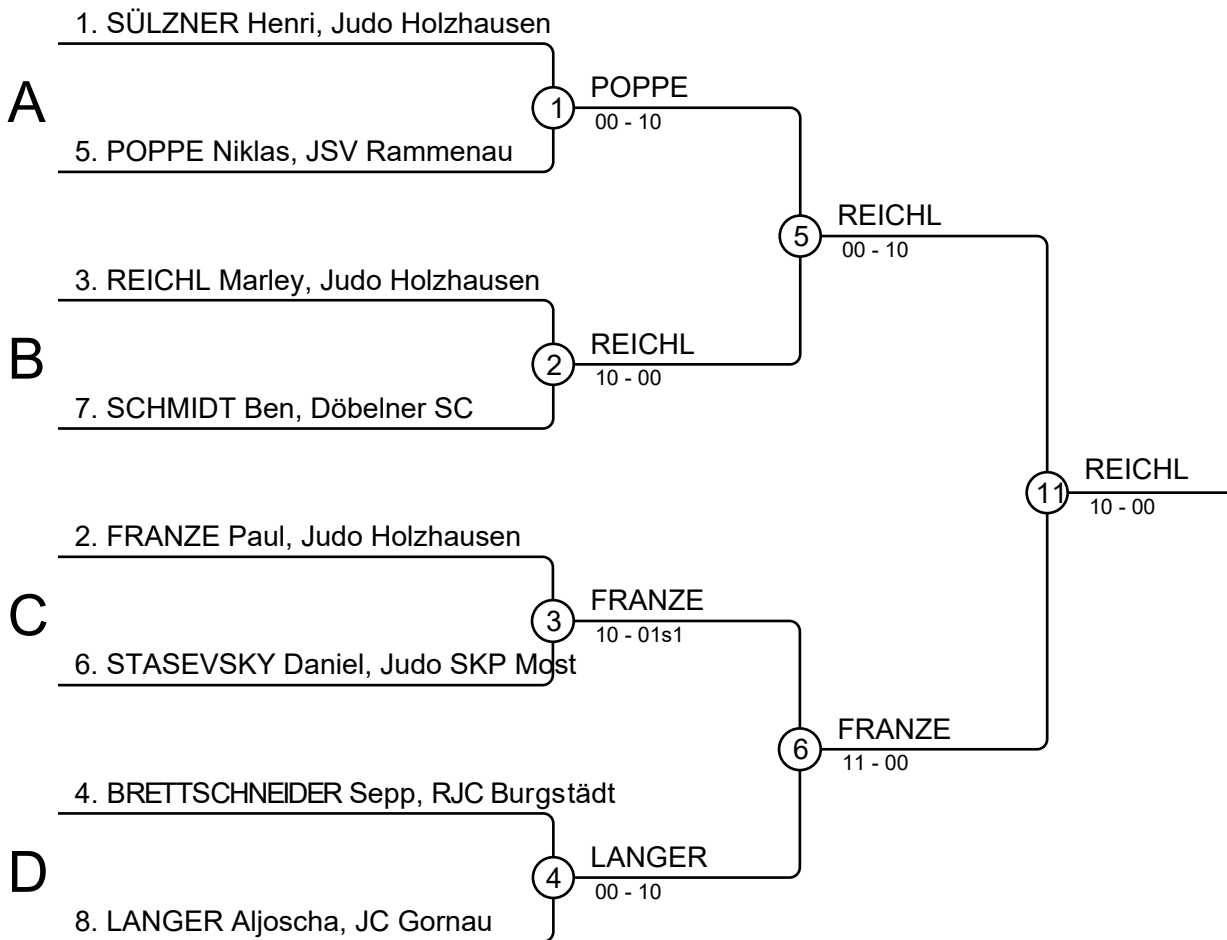 1. SÜLZNER Henri, Judo Holzhausen
A
1
POPPE
00 - 10
5. POPPE Niklas, JSV Rammenau
5
REICHL
00 - 10
3. REICHL Marley, Judo Holzhausen
B
2
REICHL
10 - 00
7. SCHMIDT Ben, Döbelner SC
11
REICHL
10 - 00
2. FRANZE Paul, Judo Holzhausen
C
3
FRANZE
10 - 01s1
6. STASEVSKY Daniel, Judo SKP Most
6
FRANZE
11 - 00
4. BRETTSCHNEIDER Sepp, RJC Burgstädt
D
4
LANGER
00 - 10
8. LANGER Aljoscha, JC Gornau